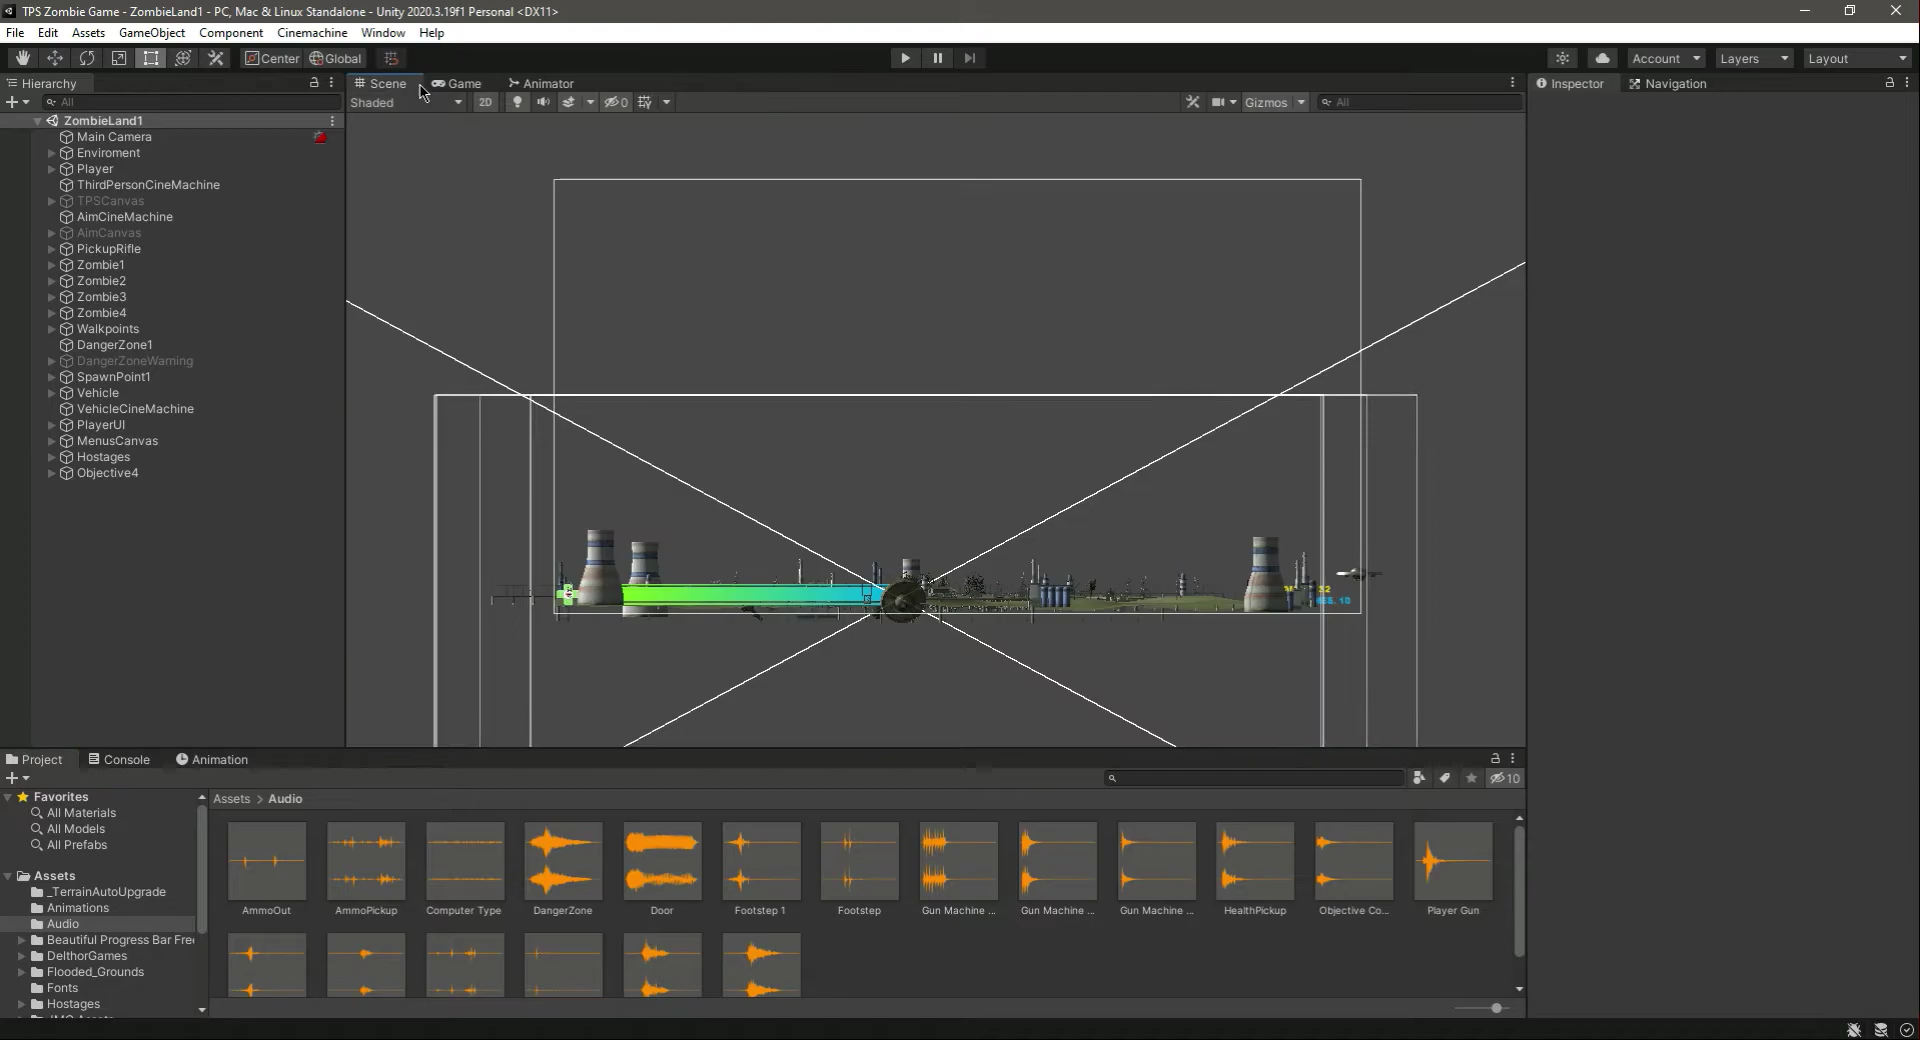 TPS Zombie Game - ZombieLand1 - PC, Mac & Linux Standalone - Unity 2020.3.19f1 Personal <DX11>
File Edit Assets GameObject Component Cinemachine Window Help
Center Global Account Layers Layout
Hierarchy
All
ZombieLand1
Main Camera
Enviroment
Player
ThirdPersonCineMachine
TPSCanvas
AimCineMachine
AimCanvas
PickupRifle
Zombie1
Zombie2
Zombie3
Zombie4
Walkpoints
DangerZone1
DangerZoneWarning
SpawnPoint1
Vehicle
VehicleCineMachine
PlayerUI
MenusCanvas
Hostages
Objective4
Scene Game Animator
Shaded 2D 0 Gizmos All
Inspector Navigation
Project Console Animation
10
Favorites
All Materials
All Models
All Prefabs
Assets
_TerrainAutoUpgrade
Animations
Audio
Beautiful Progress Bar Free
DelthorGames
Flooded_Grounds
Fonts
Hostages
Assets > Audio
AmmoOut AmmoPickup Computer Type DangerZone Door Footstep 1 Footstep Gun Machine ... Gun Machine ... Gun Machine ... HealthPickup Objective Co... Player Gun